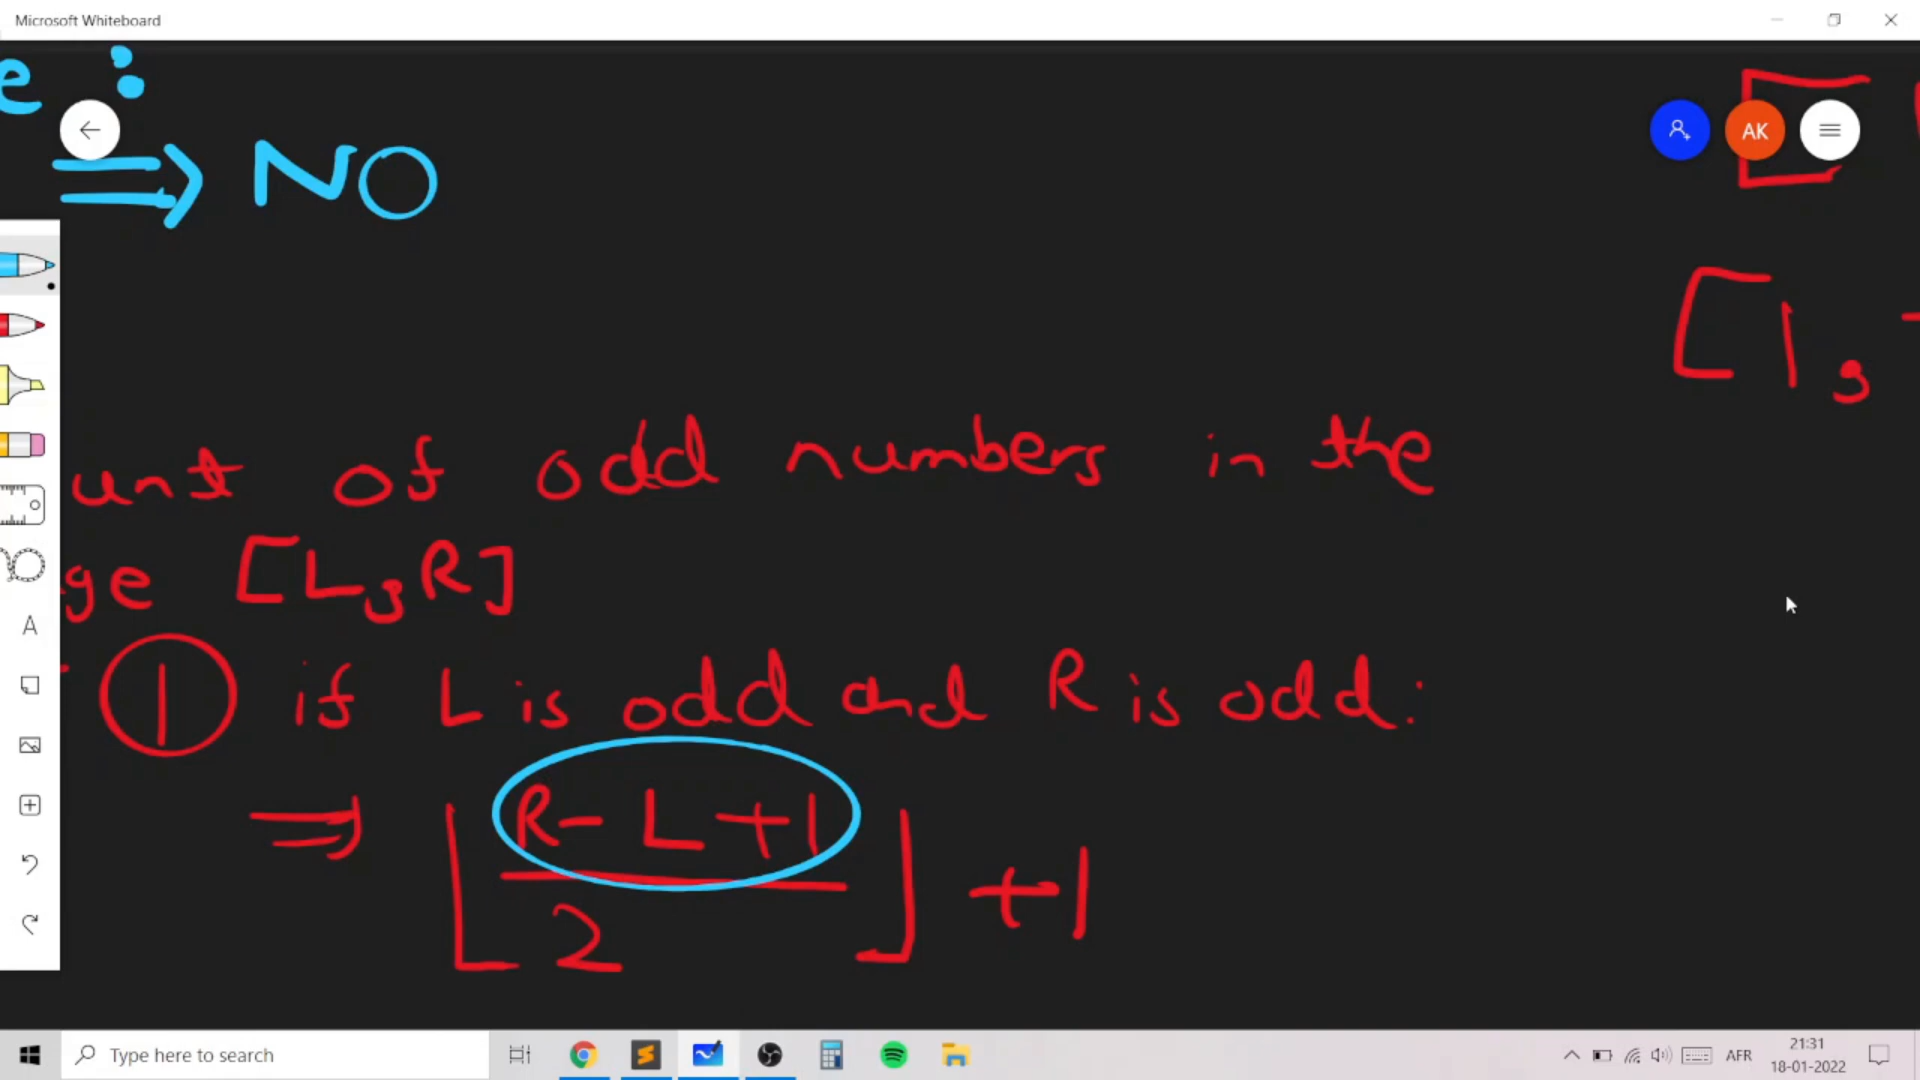 Microsoft Whiteboard
e :
⇒ NO
AK
[1,
unt of odd numbers in the
ge [L,R]
A
① if L is odd and R is odd:
⇒ ⌊(R-L+1)/2⌋ +1
Type here to search
AFR
21:31
18-01-2022